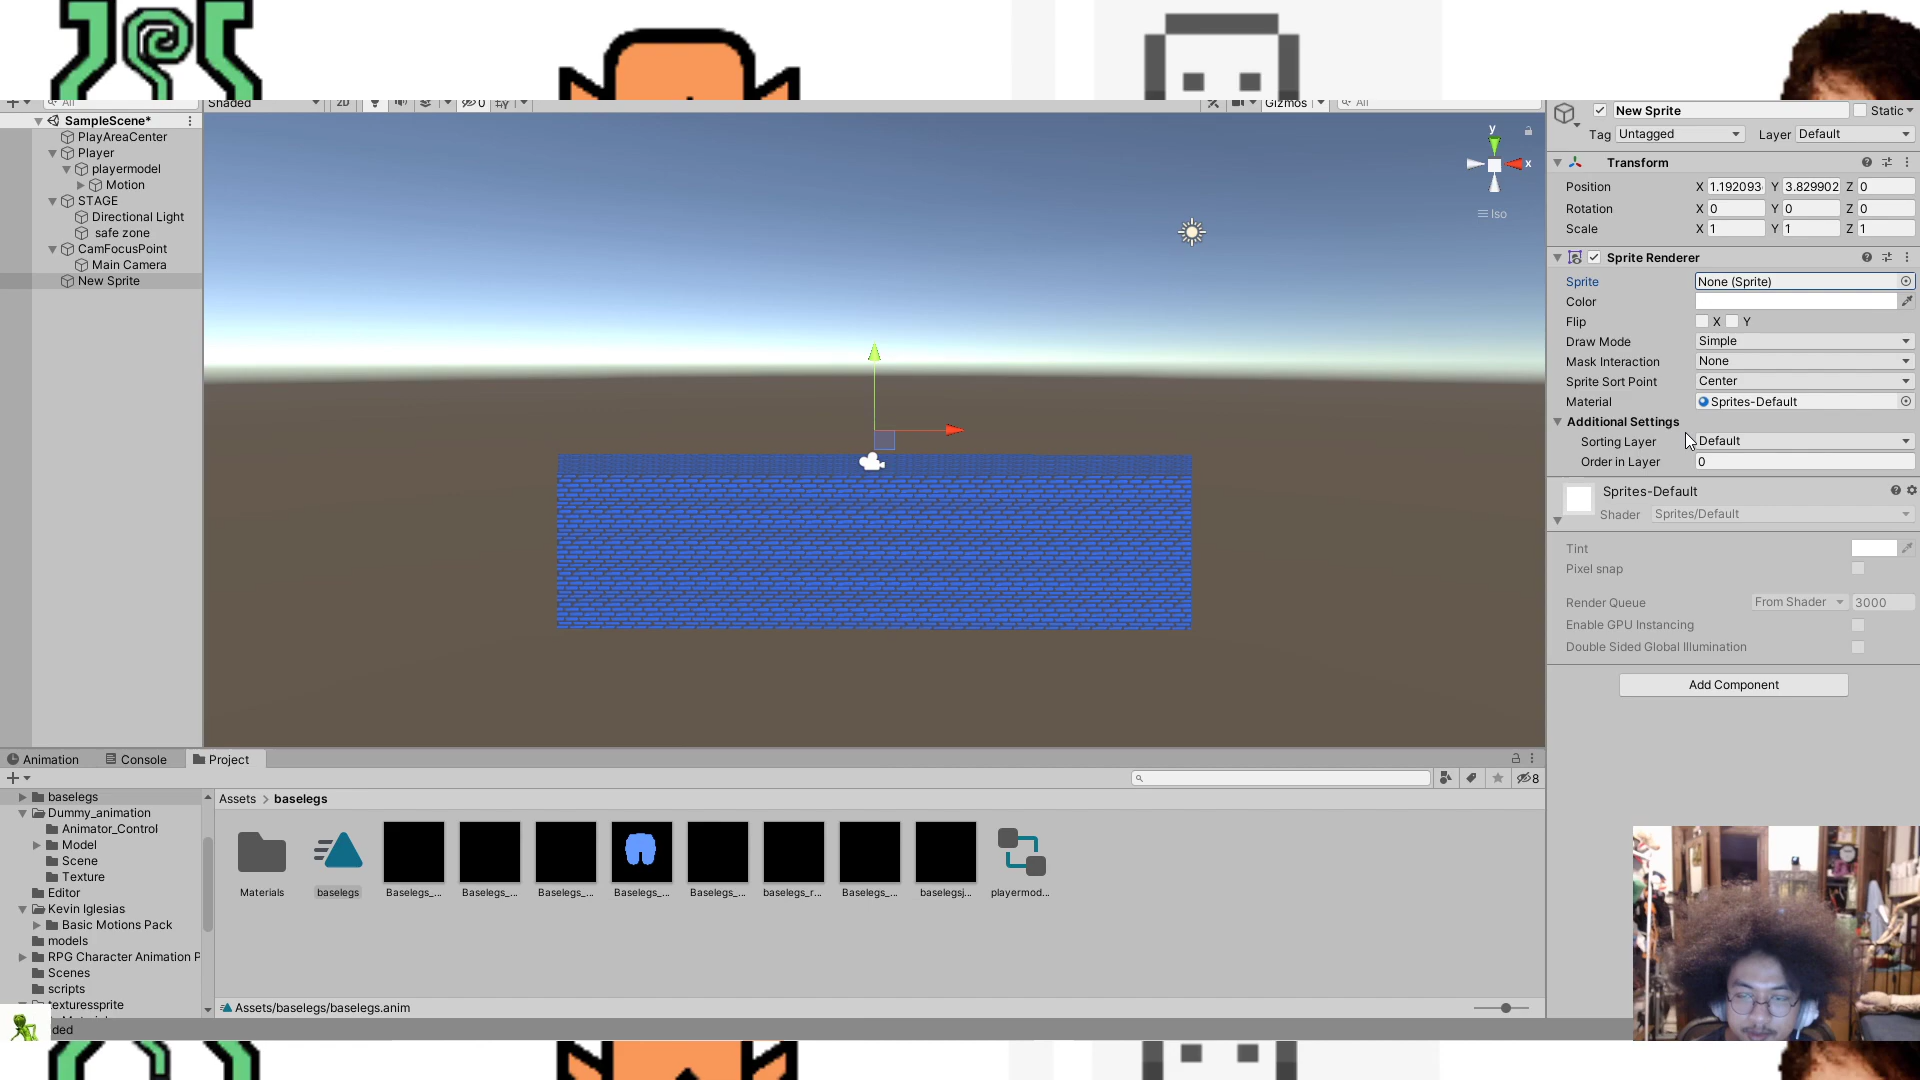 All
Shaded
2D
0
Gizmos
All
SampleScene*
PlayAreaCenter
Player
playermodel
Motion
STAGE
Directional Light
safe zone
CamFocusPoint
Main Camera
New Sprite
y
x
Iso
New Sprite
Static
Tag Untagged Layer Default
Transform
Position X 1.192093 Y 3.829902 Z 0
Rotation X 0 Y 0 Z 0
Scale X 1 Y 1 Z 1
Sprite Renderer
Sprite None (Sprite)
Color
Flip X Y
Draw Mode Simple
Mask Interaction None
Sprite Sort Point Center
Material Sprites-Default
Additional Settings
Sorting Layer Default
Order in Layer 0
Sprites-Default
Shader Sprites/Default
Tint
Pixel snap
Render Queue From Shader 3000
Enable GPU Instancing
Double Sided Global Illumination
Add Component
Animation Console Project
8
baselegs
Dummy_animation
Animator_Control
Model
Scene
Texture
Editor
Kevin Iglesias
Basic Motions Pack
models
RPG Character Animation P
Scenes
scripts
texturessprite
Assets > baselegs
Materials baselegs Baselegs_... Baselegs_... Baselegs_... Baselegs_... Baselegs_... baselegs_r... Baselegs_... baselegsj... playermod...
Assets/baselegs/baselegs.anim
ded